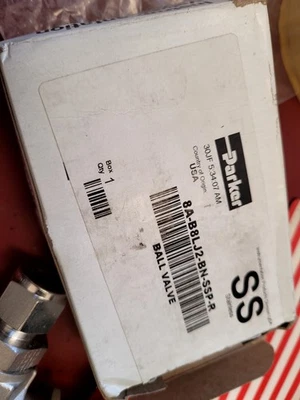 Parker
30JF 5:34:07 AM
Country of Origin
USA
8A-B8LJ2-BN-SSP-R
BALL VALVE
SS
Box
1
Qty